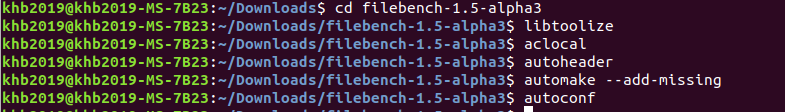 khb2019@khb2019-MS-7B23:~/Downloads$ cd filebench-1.5-alpha3
khb2019@khb2019-MS-7B23:~/Downloads/filebench-1.5-alpha3$ libtoolize
khb2019@khb2019-MS-7B23:~/Downloads/filebench-1.5-alpha3$ aclocal
khb2019@khb2019-MS-7B23:~/Downloads/filebench-1.5-alpha3$ autoheader
khb2019@khb2019-MS-7B23:~/Downloads/filebench-1.5-alpha3$ automake --add-missing
khb2019@khb2019-MS-7B23:~/Downloads/filebench-1.5-alpha3$ autoconf